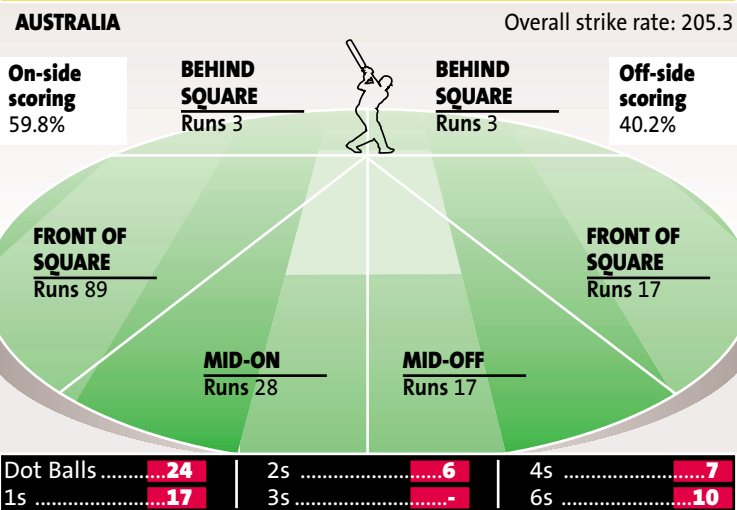 AUSTRALIA
Overall strike rate: 205.3
On-side
scoring
59.8%
BEHIND
SQUARE
Runs 3
BEHIND
SQUARE
Runs 3
Off-side
scoring
40.2%
FRONT OF
SQUARE
Runs 89
FRONT OF
SQUARE
Runs 17
MID-ON
Runs 28
MID-OFF
Runs 17
Dot Balls ...........24
2s ....................6
4s ....................7
1s ....................17
3s ....................-
6s ....................10